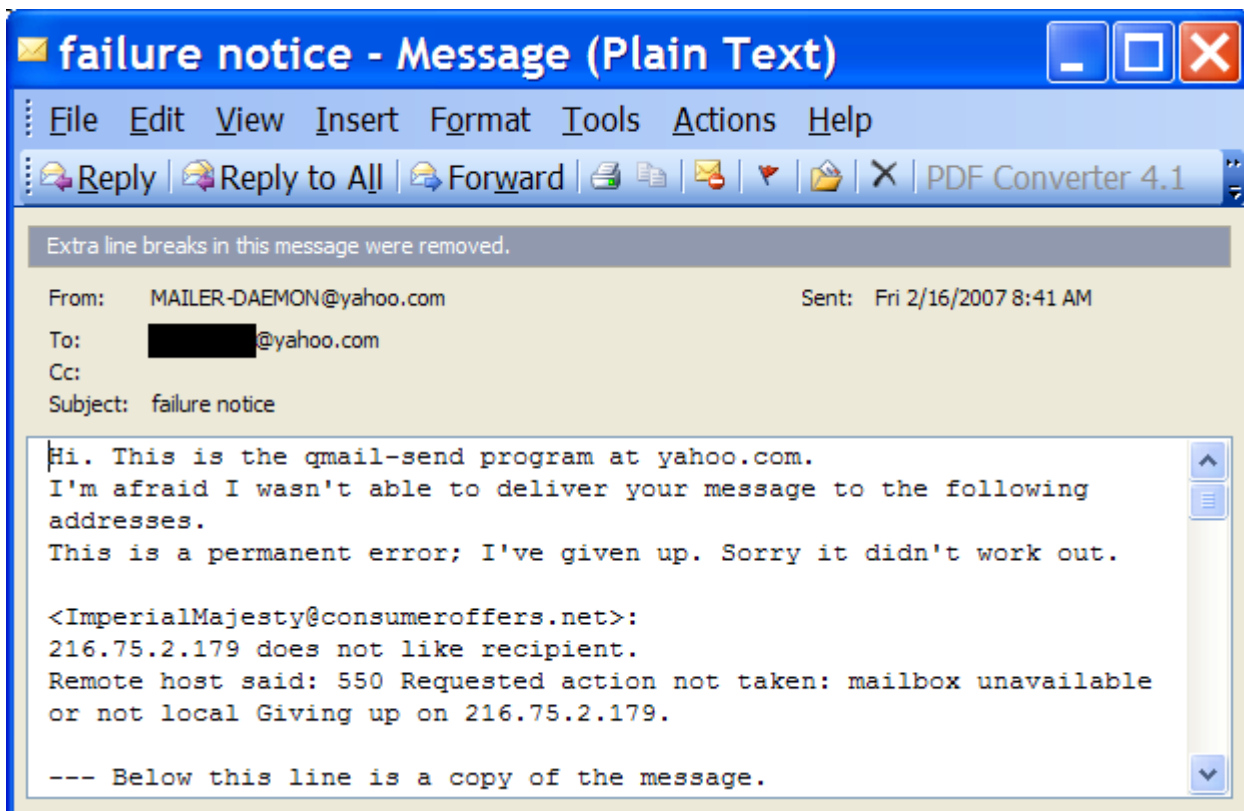 failure notice - Message (Plain Text)
File Edit View Insert Format Tools Actions Help
Reply Reply to All Forward PDF Converter 4.1
Extra line breaks in this message were removed.
From: MAILER-DAEMON@yahoo.com Sent: Fri 2/16/2007 8:41 AM
To: @yahoo.com
Cc:
Subject: failure notice
Hi. This is the qmail-send program at yahoo.com.
I'm afraid I wasn't able to deliver your message to the following
addresses.
This is a permanent error; I've given up. Sorry it didn't work out.
<ImperialMajesty@consumeroffers.net>:
216.75.2.179 does not like recipient.
Remote host said: 550 Requested action not taken: mailbox unavailable
or not local Giving up on 216.75.2.179.
--- Below this line is a copy of the message.